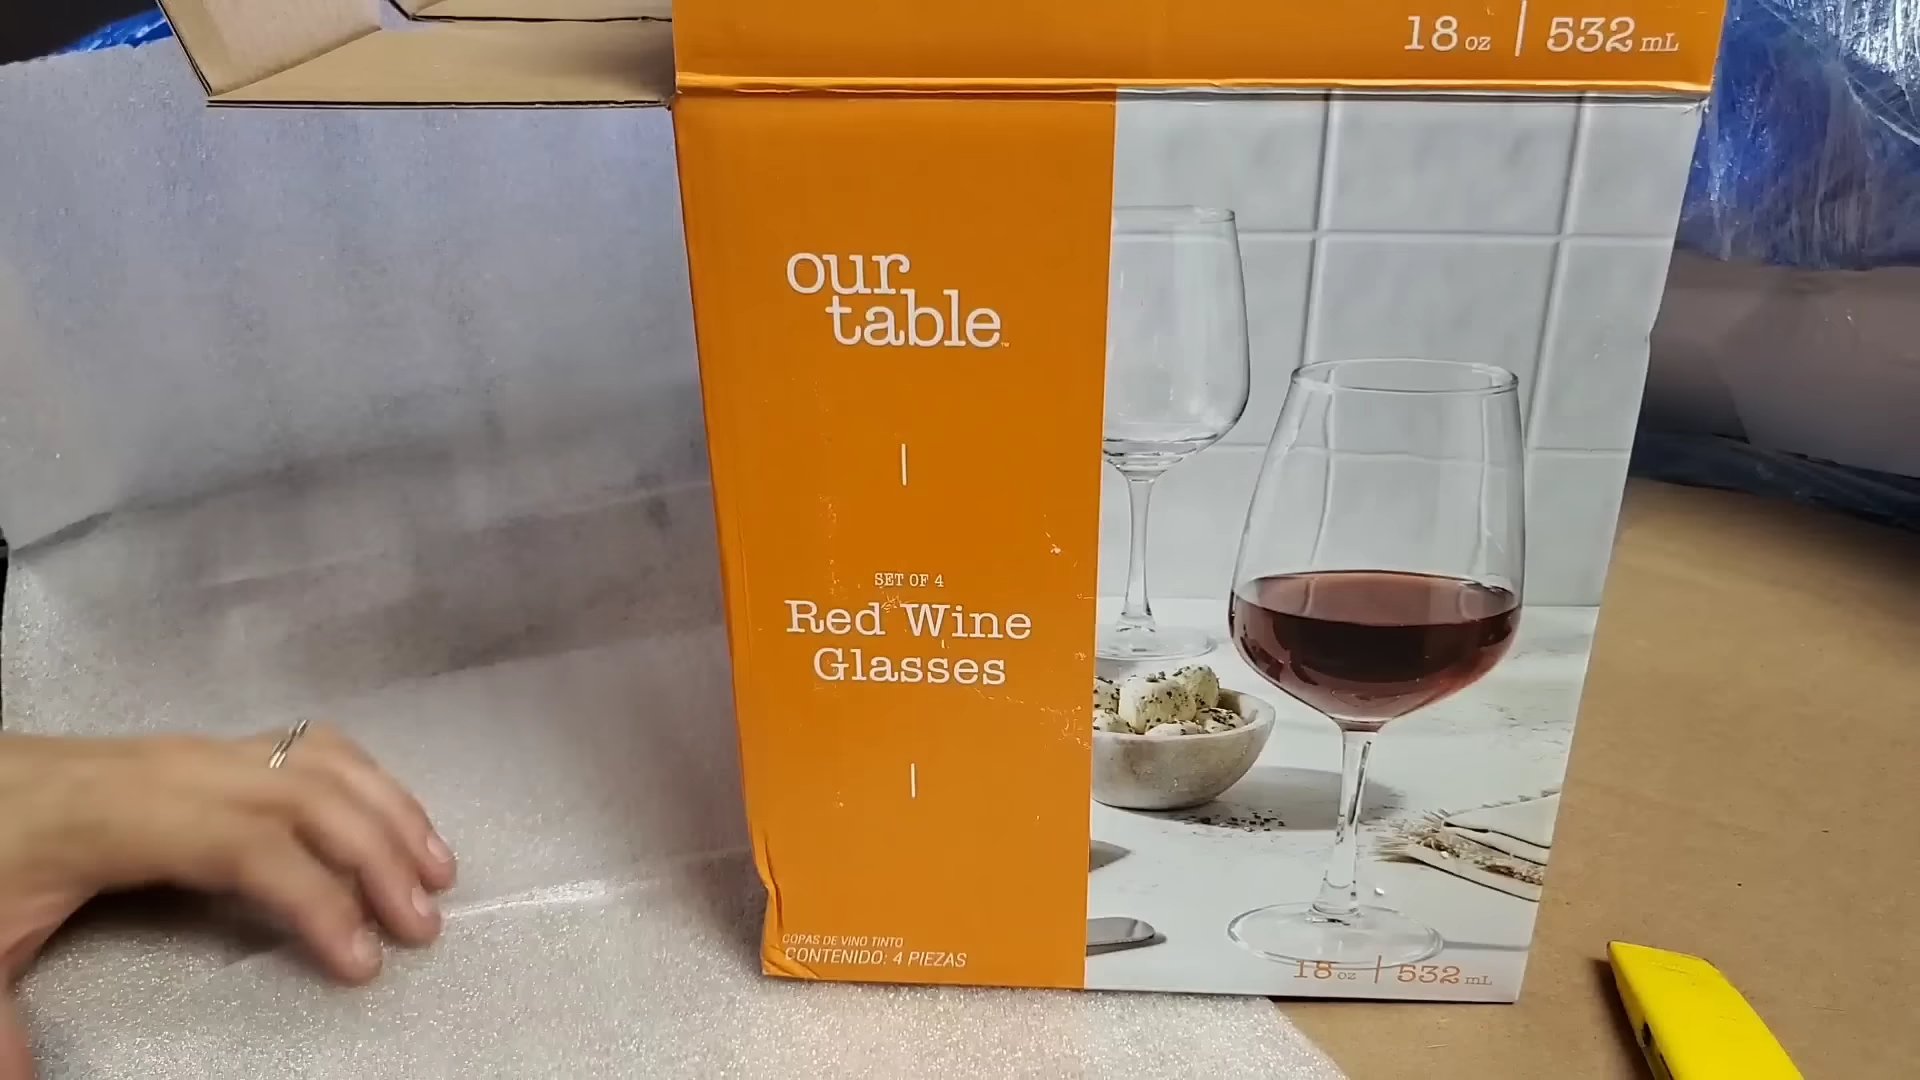 18 oz | 532 mL
our
table™
SET OF 4
Red Wine
Glasses
COPAS DE VINO TINTO
CONTENIDO: 4 PIEZAS
18 oz | 532 mL